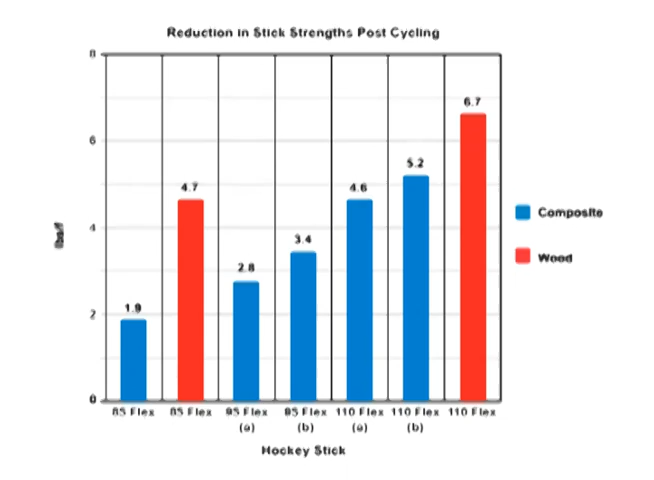 Reduction in Stick Strengths Post Cycling
8
6
4
2
0
1.9
4.7
2.8
3.4
4.6
5.2
6.7
85 Flex
85 Flex
95 Flex
(a)
95 Flex
(b)
110 Flex
(a)
110 Flex
(b)
110 Flex
Hockey Stick
Composite
Wood